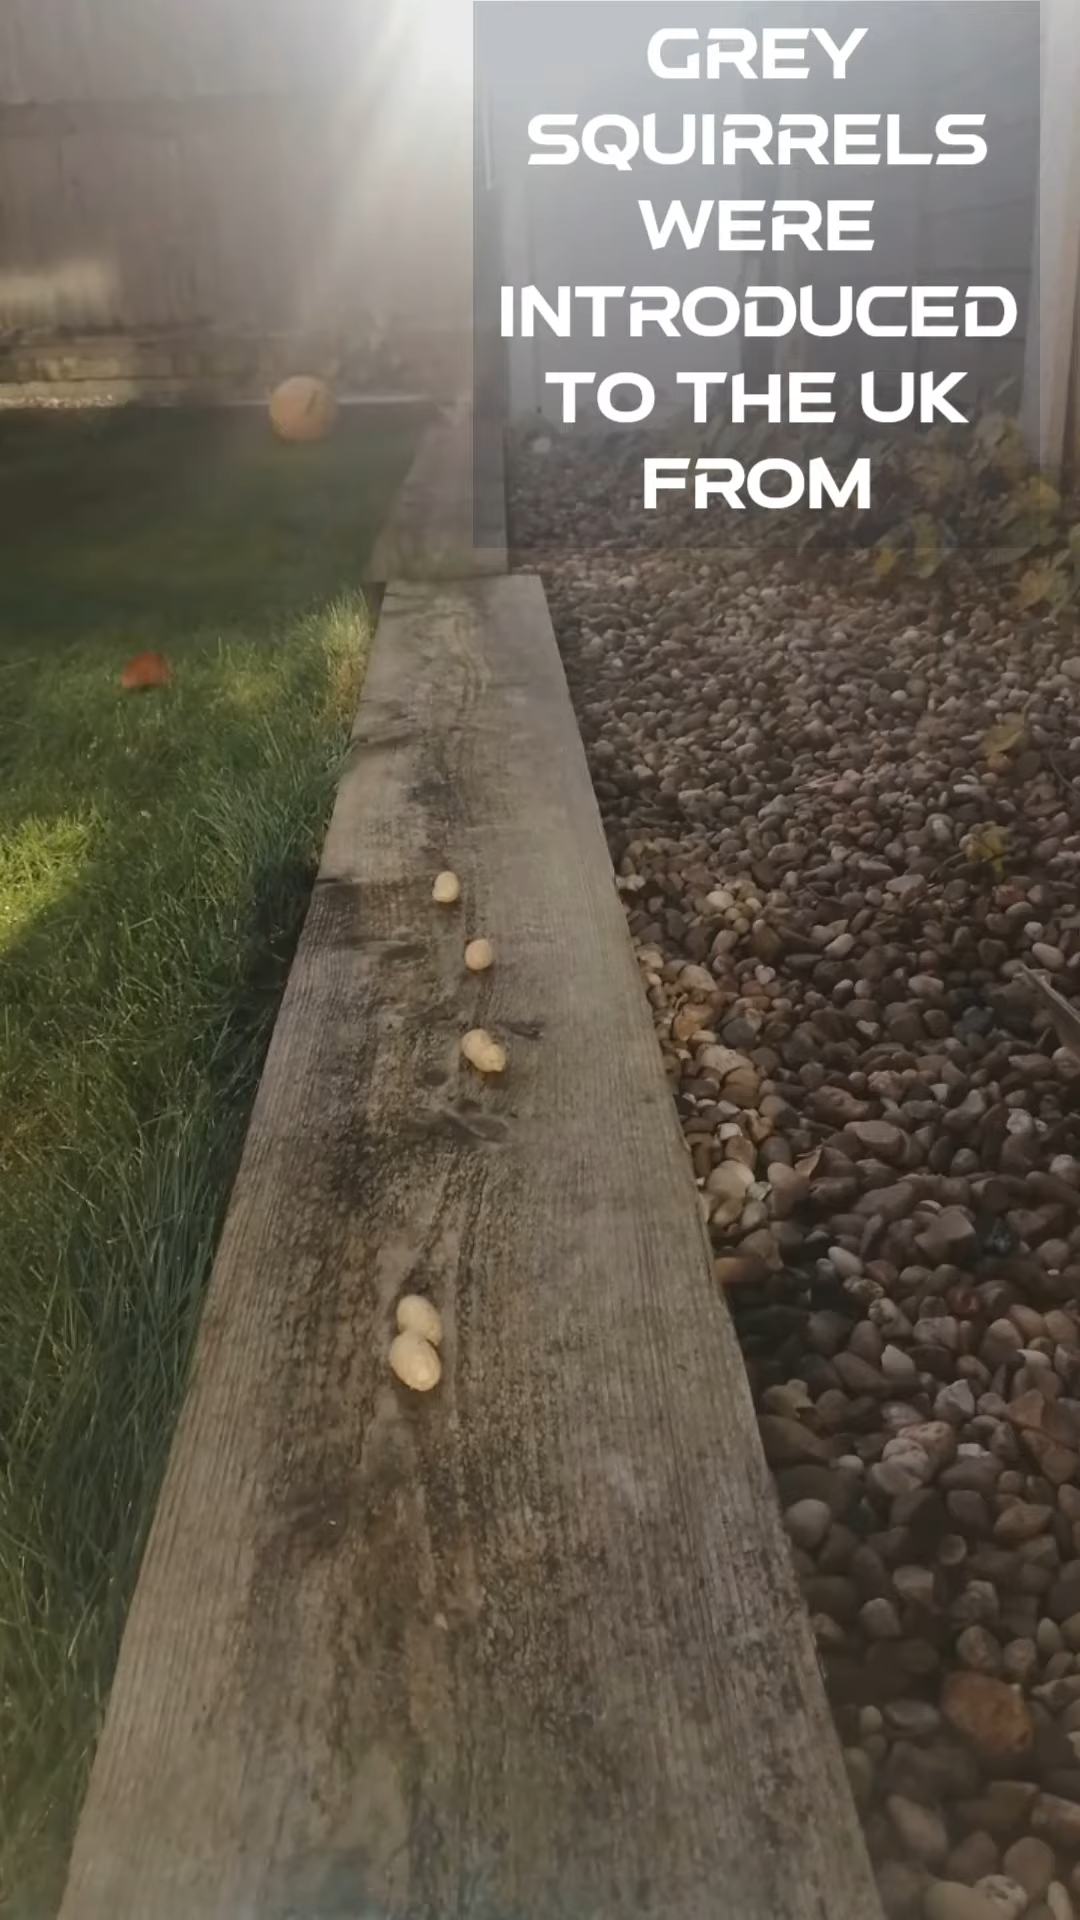 GREY
SQUIRRELS
WERE
INTRODUCED
TO THE UK
FROM